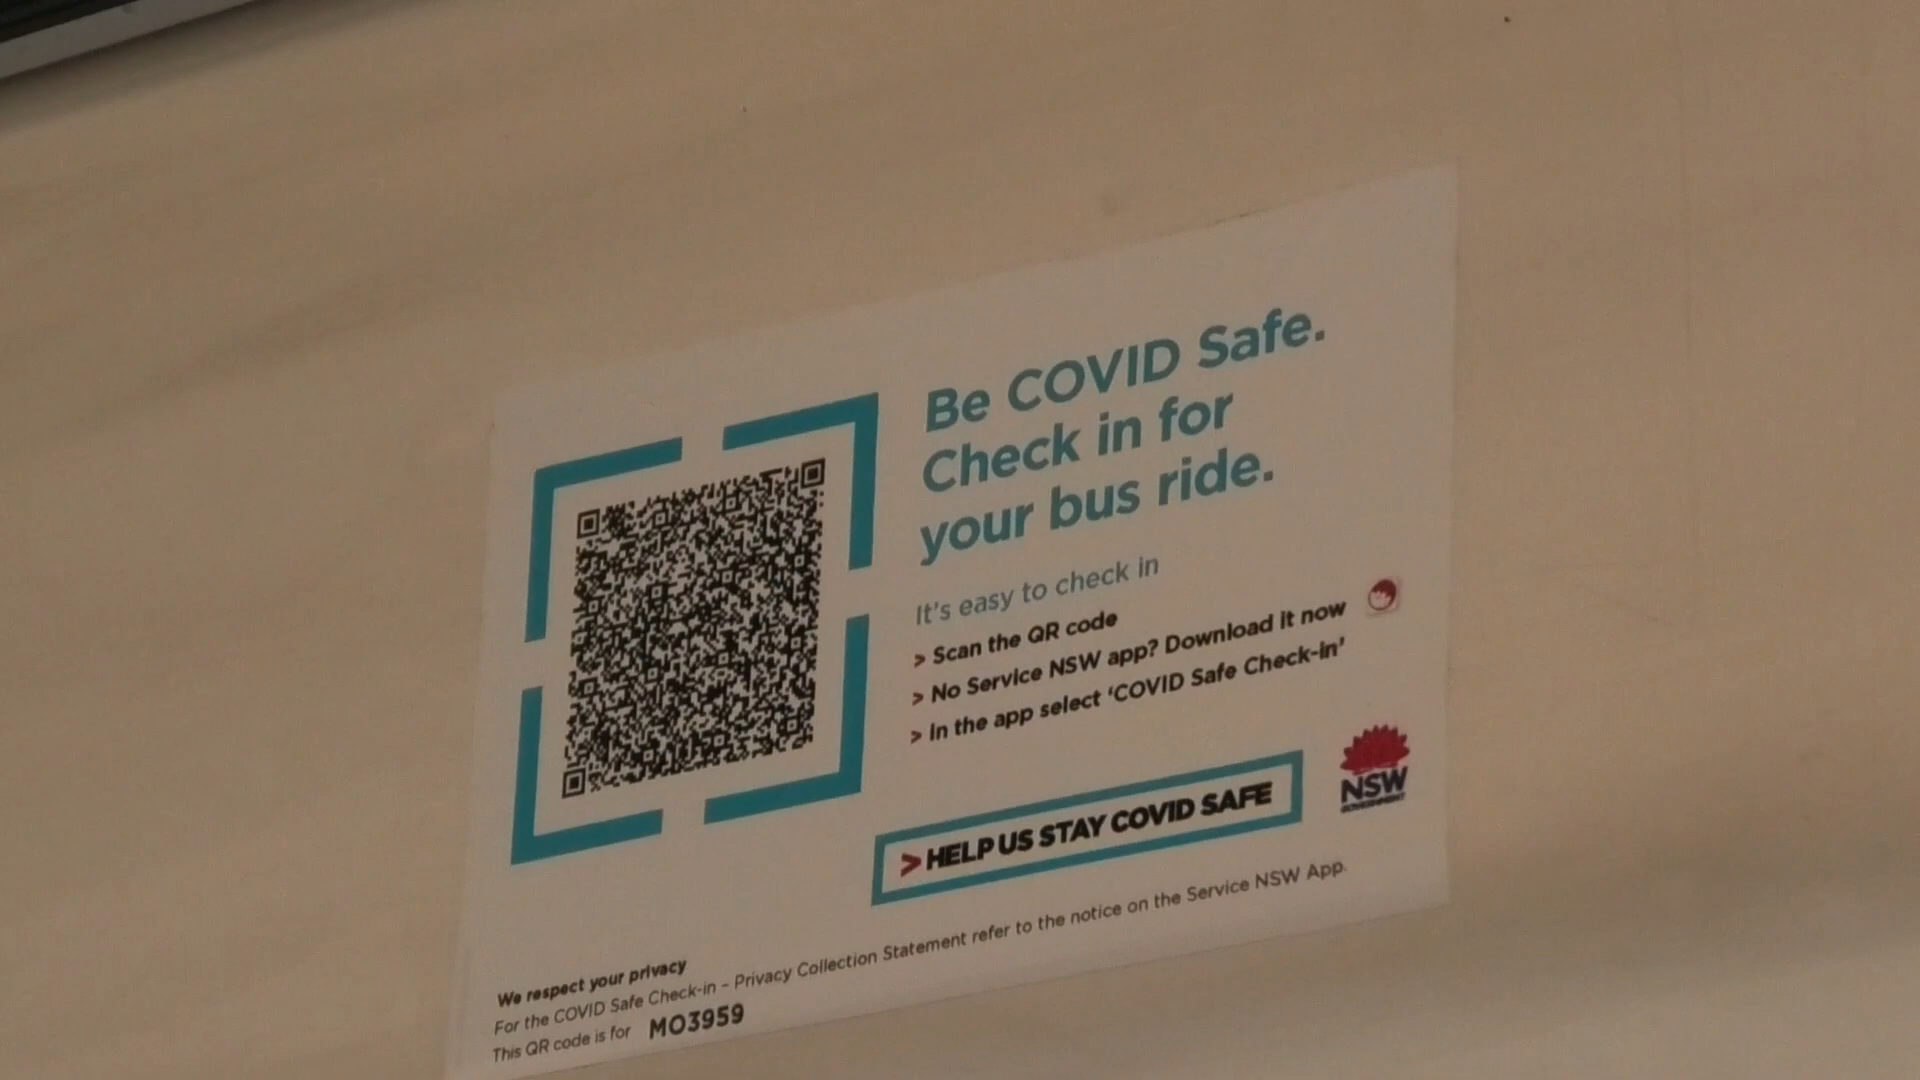 Be COVID Safe.
Check in for
your bus ride.
It's easy to check in
> Scan the QR code
> No Service NSW app? Download it now
> In the app select ‘COVID Safe Check-in’
> HELP US STAY COVID SAFE
NSW
GOVERNMENT
We respect your privacy
For the COVID Safe Check-in – Privacy Collection Statement refer to the notice on the Service NSW App.
This QR code is for MO3959